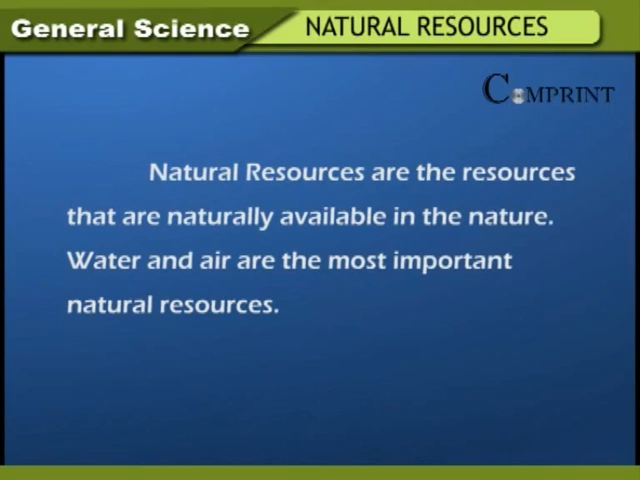 General Science
NATURAL RESOURCES
COMPRINT
Natural Resources are the resources
that are naturally available in the nature.
Water and air are the most important
natural resources.